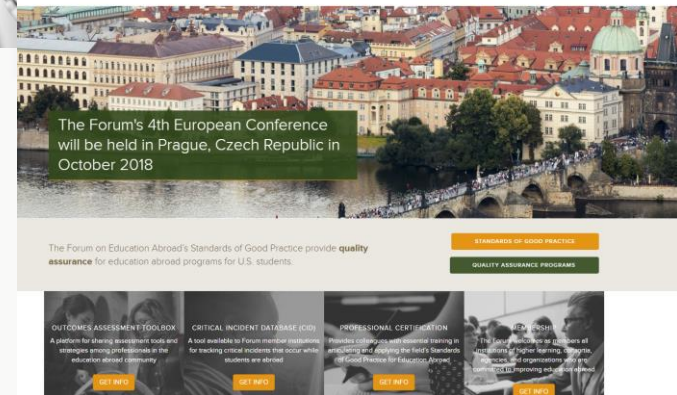 The Forum's 4th European Conference
will be held in Prague, Czech Republic in
October 2018
The Forum on Education Abroad's Standards of Good Practice provide quality
assurance for education abroad programs for U.S. students.
STANDARDS OF GOOD PRACTICE
QUALITY ASSURANCE PROGRAMS
OUTCOMES ASSESSMENT TOOLBOX
A platform for sharing assessment tools and
strategies among professionals in the
education abroad community
GET INFO
CRITICAL INCIDENT DATABASE (CID)
A tool available to Forum member institutions
for tracking critical incidents that occur while
students are abroad
GET INFO
PROFESSIONAL CERTIFICATION
Provides colleagues with essential training in
articulating and applying the field's Standards
of Good Practice for Education Abroad
GET INFO
MEMBERSHIP
The Forum welcomes as members all
institutions of higher learning, consortia,
agencies, and organizations who are
committed to improving education abroad
GET INFO